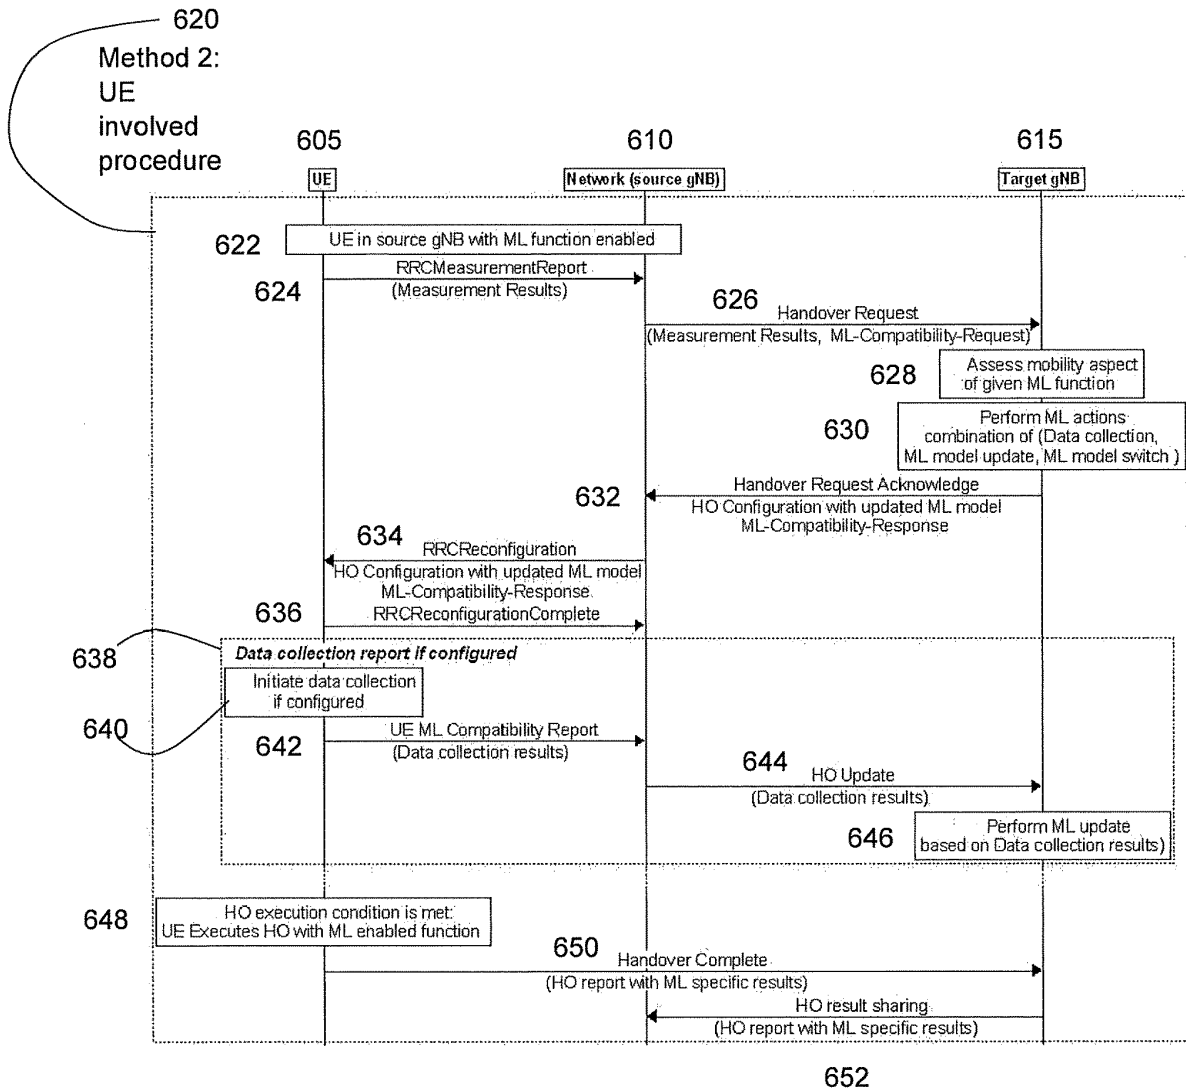 620
Method 2:
UE
involved
procedure
605
610
615
UE
Network (source gNB)
Target gNB
622
UE in source gNB with ML function enabled
624
RRCMeasurementReport
(Measurement Results)
626
Handover Request
(Measurement Results, ML-Compatibility-Request)
628
Assess mobility aspect
of given ML function
630
Perform ML actions
combination of (Data collection,
ML model update, ML model switch )
632
Handover Request Acknowledge
HO Configuration with updated ML model
ML-Compatibility-Response
634
RRCReconfiguration
HO Configuration with updated ML model
ML-Compatibility-Response
636
RRCReconfigurationComplete
638
Data collection report if configured
Initiate data collection
if configured
640
642
UE ML Compatibility Report
(Data collection results)
644
HO Update
(Data collection results)
646
Perform ML update
based on Data collection results)
648
HO execution condition is met:
UE Executes HO with ML enabled function
650
Handover Complete
(HO report with ML specific results)
HO result sharing
(HO report with ML specific results)
652